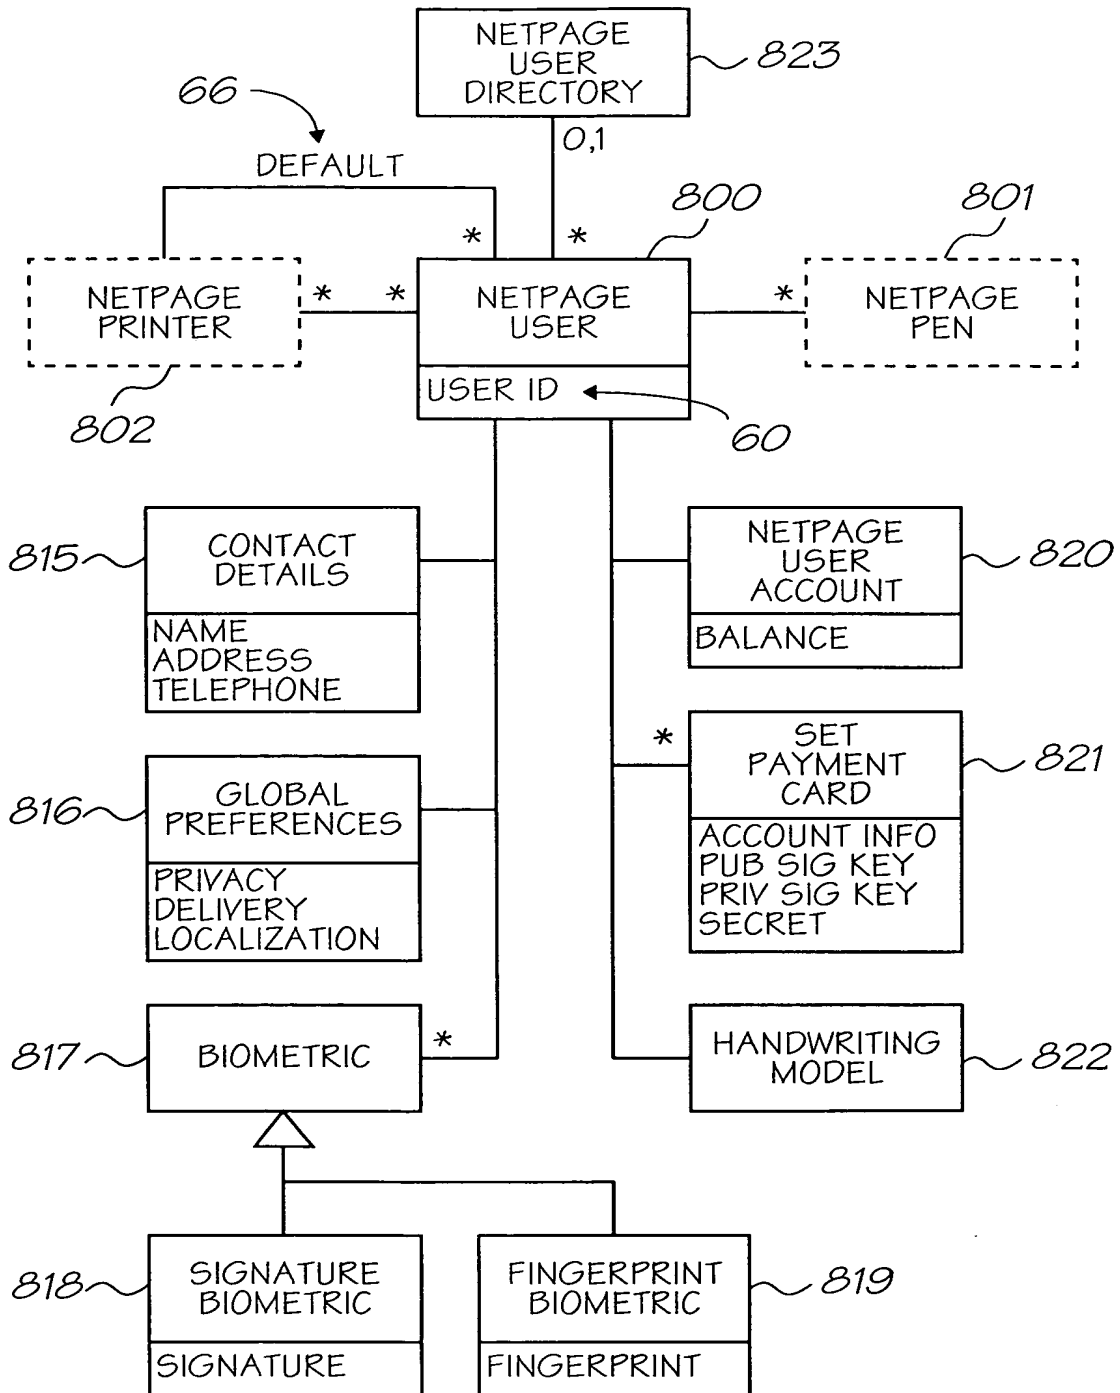 NETPAGE
USER
DIRECTORY
823
66
0,1
DEFAULT
800
801
*
*
NETPAGE
PRINTER
*
*
NETPAGE
USER
*
NETPAGE
PEN
USER ID
802
60
815
CONTACT
DETAILS
NAME
ADDRESS
TELEPHONE
NETPAGE
USER
ACCOUNT
820
BALANCE
816
GLOBAL
PREFERENCES
PRIVACY
DELIVERY
LOCALIZATION
*
SET
PAYMENT
CARD
821
ACCOUNT INFO
PUB SIG KEY
PRIV SIG KEY
SECRET
817
BIOMETRIC
*
HANDWRITING
MODEL
822
818
SIGNATURE
BIOMETRIC
SIGNATURE
FINGERPRINT
BIOMETRIC
819
FINGERPRINT